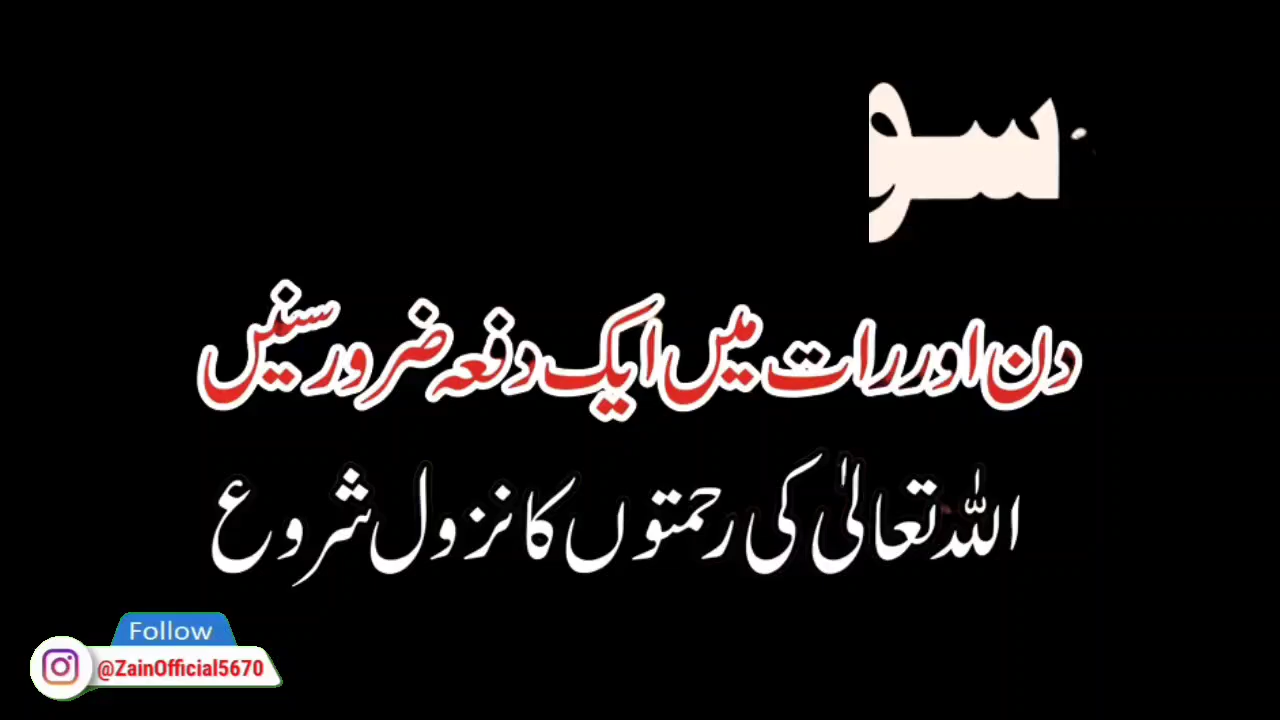 دن اور رات میں ایک دفعہ ضرور سنیں
اللہ تعالیٰ کی رحمتوں کا نزول شروع
Follow
@ZainOfficial5670